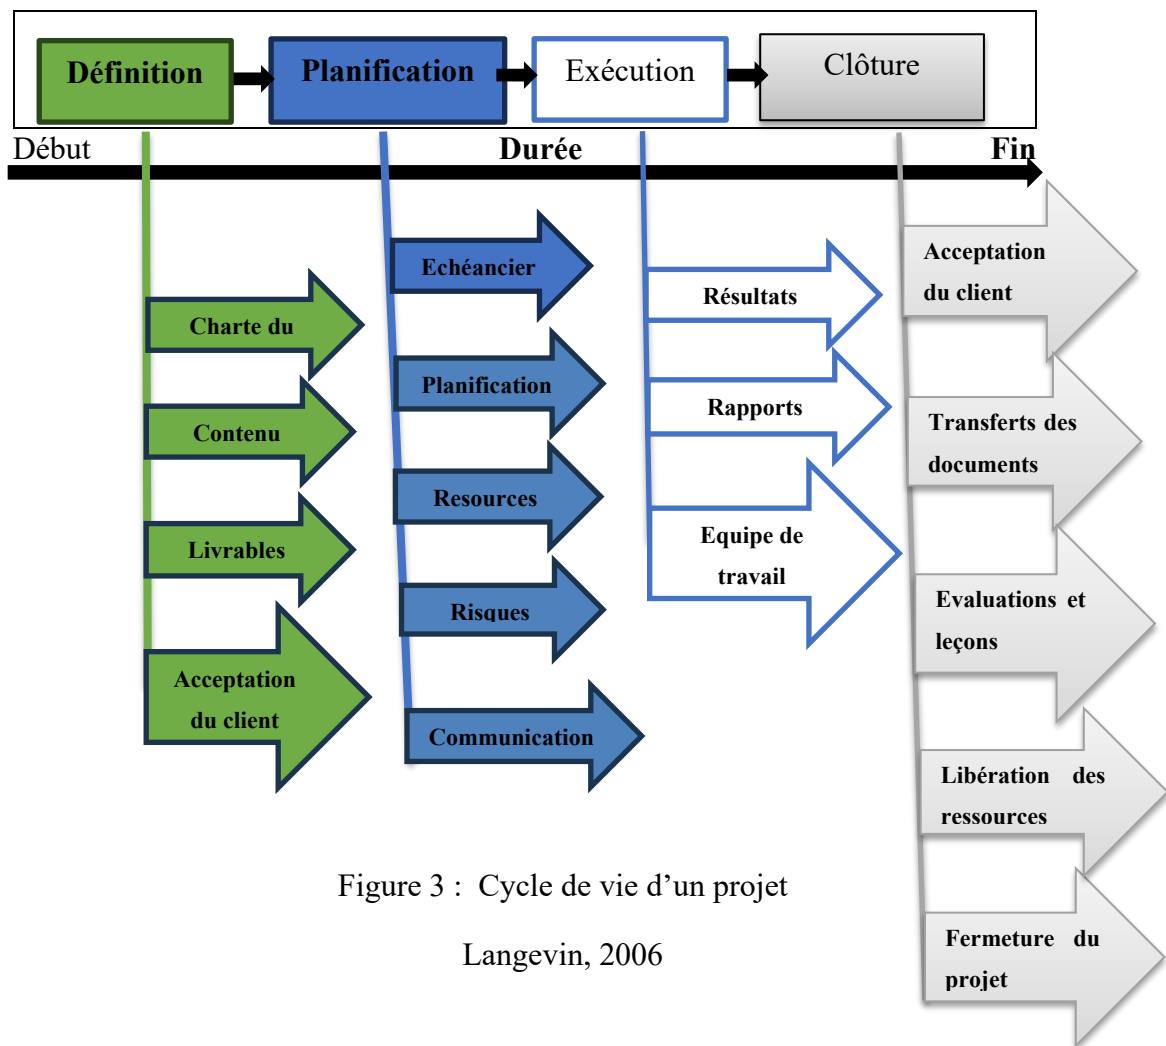 Définition
Planification
Exécution
Clôture
Début
Durée
Fin
Charte du
Contenu
Livrables
Acceptation
du client
Echéancier
Planification
Resources
Risques
Communication
Résultats
Rapports
Equipe de
travail
Acceptation
du client
Transferts des
documents
Evaluations et
leçons
Libération des
ressources
Fermeture du
projet
Figure 3 : Cycle de vie d’un projet
Langevin, 2006